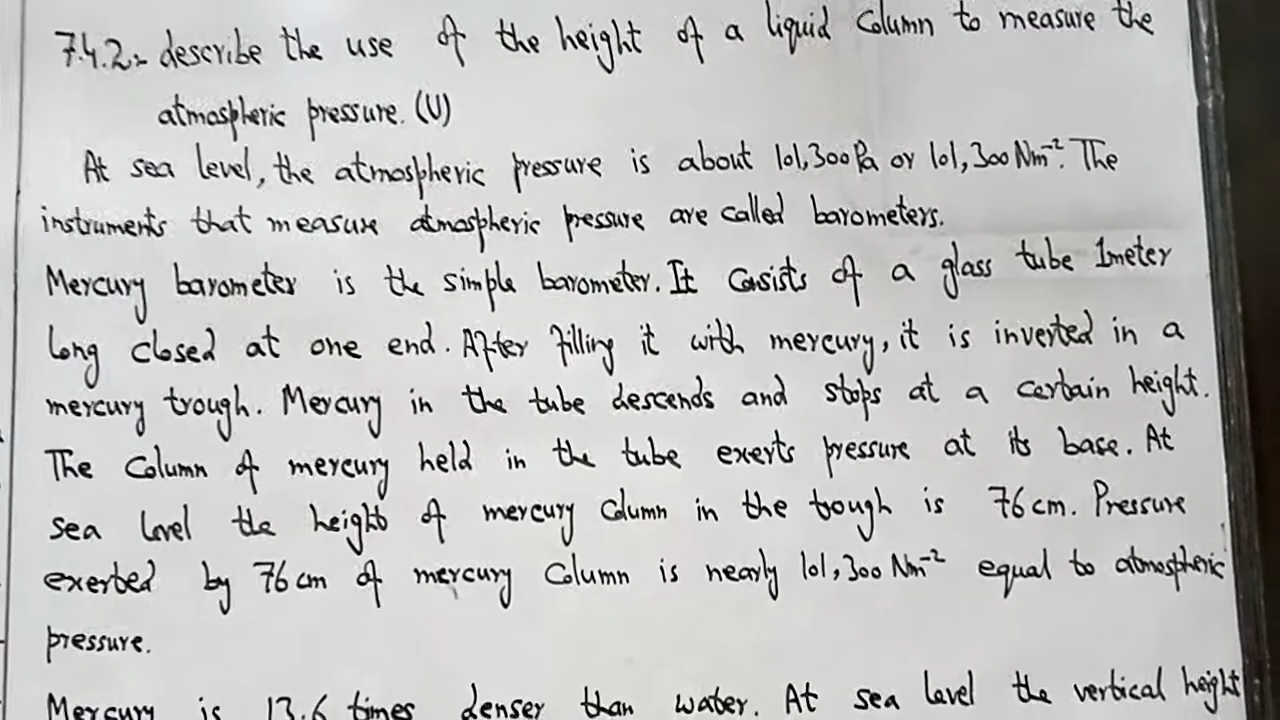 7.4.2:- describe the use of the height of a liquid column to measure the
atmospheric pressure. (U)
At sea level, the atmospheric pressure is about 101,300 Pa or 101,300 Nm⁻². The
instruments that measure atmospheric pressure are called barometers.
Mercury barometer is the simple barometer. It consists of a glass tube 1meter
long closed at one end. After filling it with mercury, it is inverted in a
mercury trough. Mercury in the tube descends and stops at a certain height.
The column of mercury held in the tube exerts pressure at its base. At
sea level the height of mercury column in the trough is 76 cm. Pressure
exerted by 76 cm of mercury column is nearly 101,300 Nm⁻² equal to atmospheric
pressure.
Mercury is 13.6 times denser than water. At sea level the vertical height